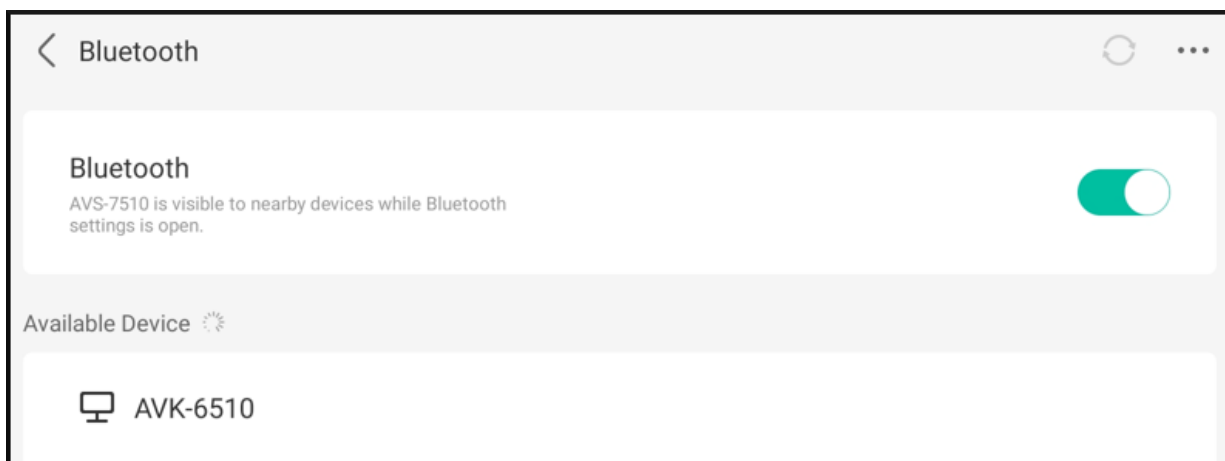 Bluetooth
Bluetooth
AVS-7510 is visible to nearby devices while Bluetooth
settings is open.
Available Device
AVK-6510